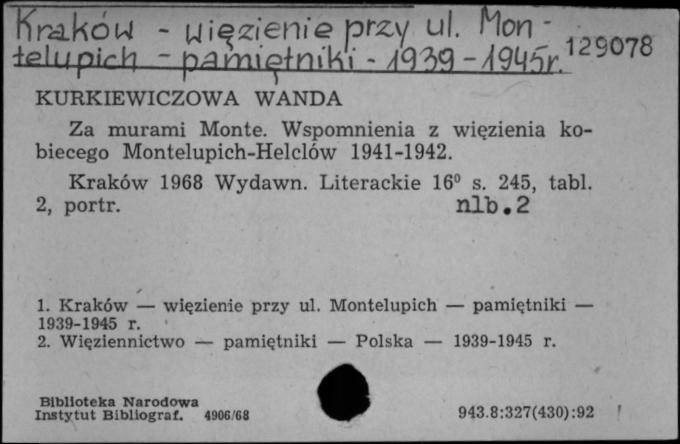 Kraków - więzienie przy ul. Mon-
telupich - pamiętniki - 1939-1945r. 129078
KURKIEWICZOWA WANDA
Za murami Monte. Wspomnienia z więzienia ko-
biecego Montelupich-Helclów 1941-1942.
Kraków 1968 Wydawn. Literackie 16⁰ s. 245, tabl.
2, portr. nlb.2
1. Kraków — więzienie przy ul. Montelupich — pamiętniki —
1939-1945 r.
2. Więziennictwo — pamiętniki — Polska — 1939-1945 r.
Biblioteka Narodowa
Instytut Bibliograf. 4906/68 943.8:327(430):92